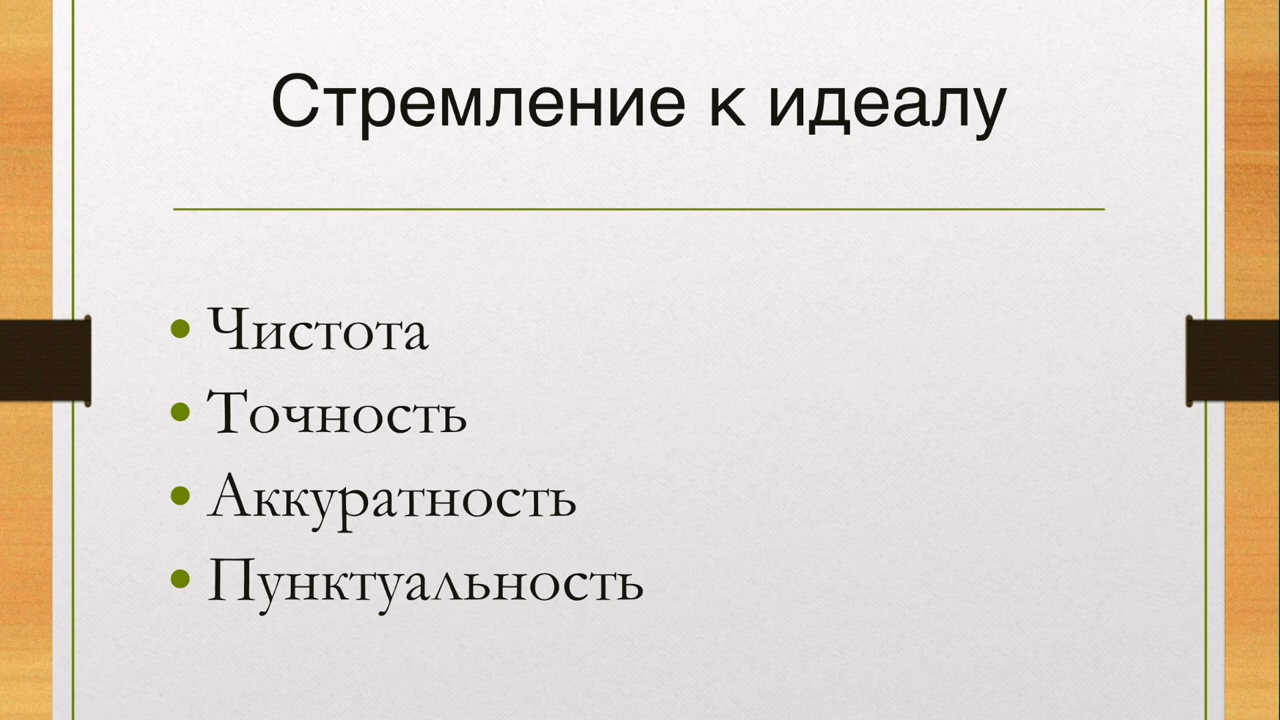 Стремление к идеалу
• Чистота
• Точность
• Аккуратность
• Пунктуальность